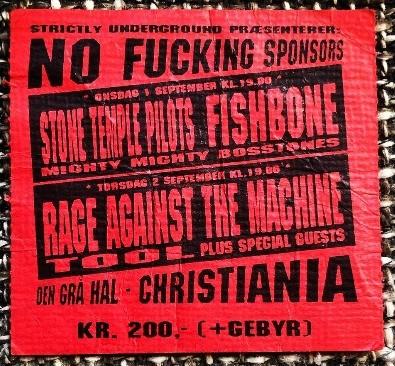 STRICTLY UNDERGROUND PRÆSENTERER:
NO FUCKING SPONSORS
ONSDAG 1 SEPTEMBER KL.19.00
STONE TEMPLE PILOTS FISHBONE
MIGHTY MIGHTY BOSSTONES
TORSDAG 2 SEPTEMBER KL.19.00
RAGE AGAINST THE MACHINE
TOOL PLUS SPECIAL GUESTS
DEN GRÅ HAL - CHRISTIANIA
KR. 200,- (+GEBYR)